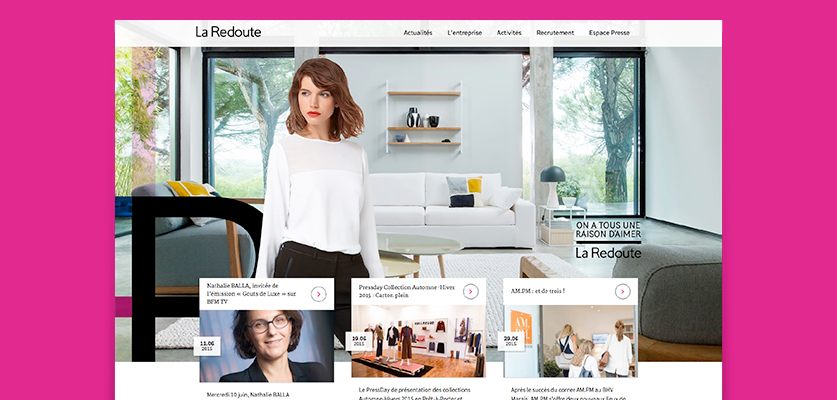 La Redoute
Actualités L'entreprise Activités Recrutement Espace Presse
ON A TOUS UNE
RAISON D'AIMER
La Redoute
Nathalie BALLA, invitée de
l'émission « Gouts de Luxe » sur
BFM TV
11.06
2015
Mercredi 10 juin, Nathalie BALLA
Pressday Collection Automne-Hiver
2015 : Carton plein
19.06
2015
Le PressDay de présentation des collections
Automne-Hiver 2015 en Prêt-à-Porter et
AM.PM : et de trois !
AM.
PM.
29.06
2015
Après le succès du corner AM.PM au BHV
Marais, AM.PM s'offre deux nouveaux lieux de